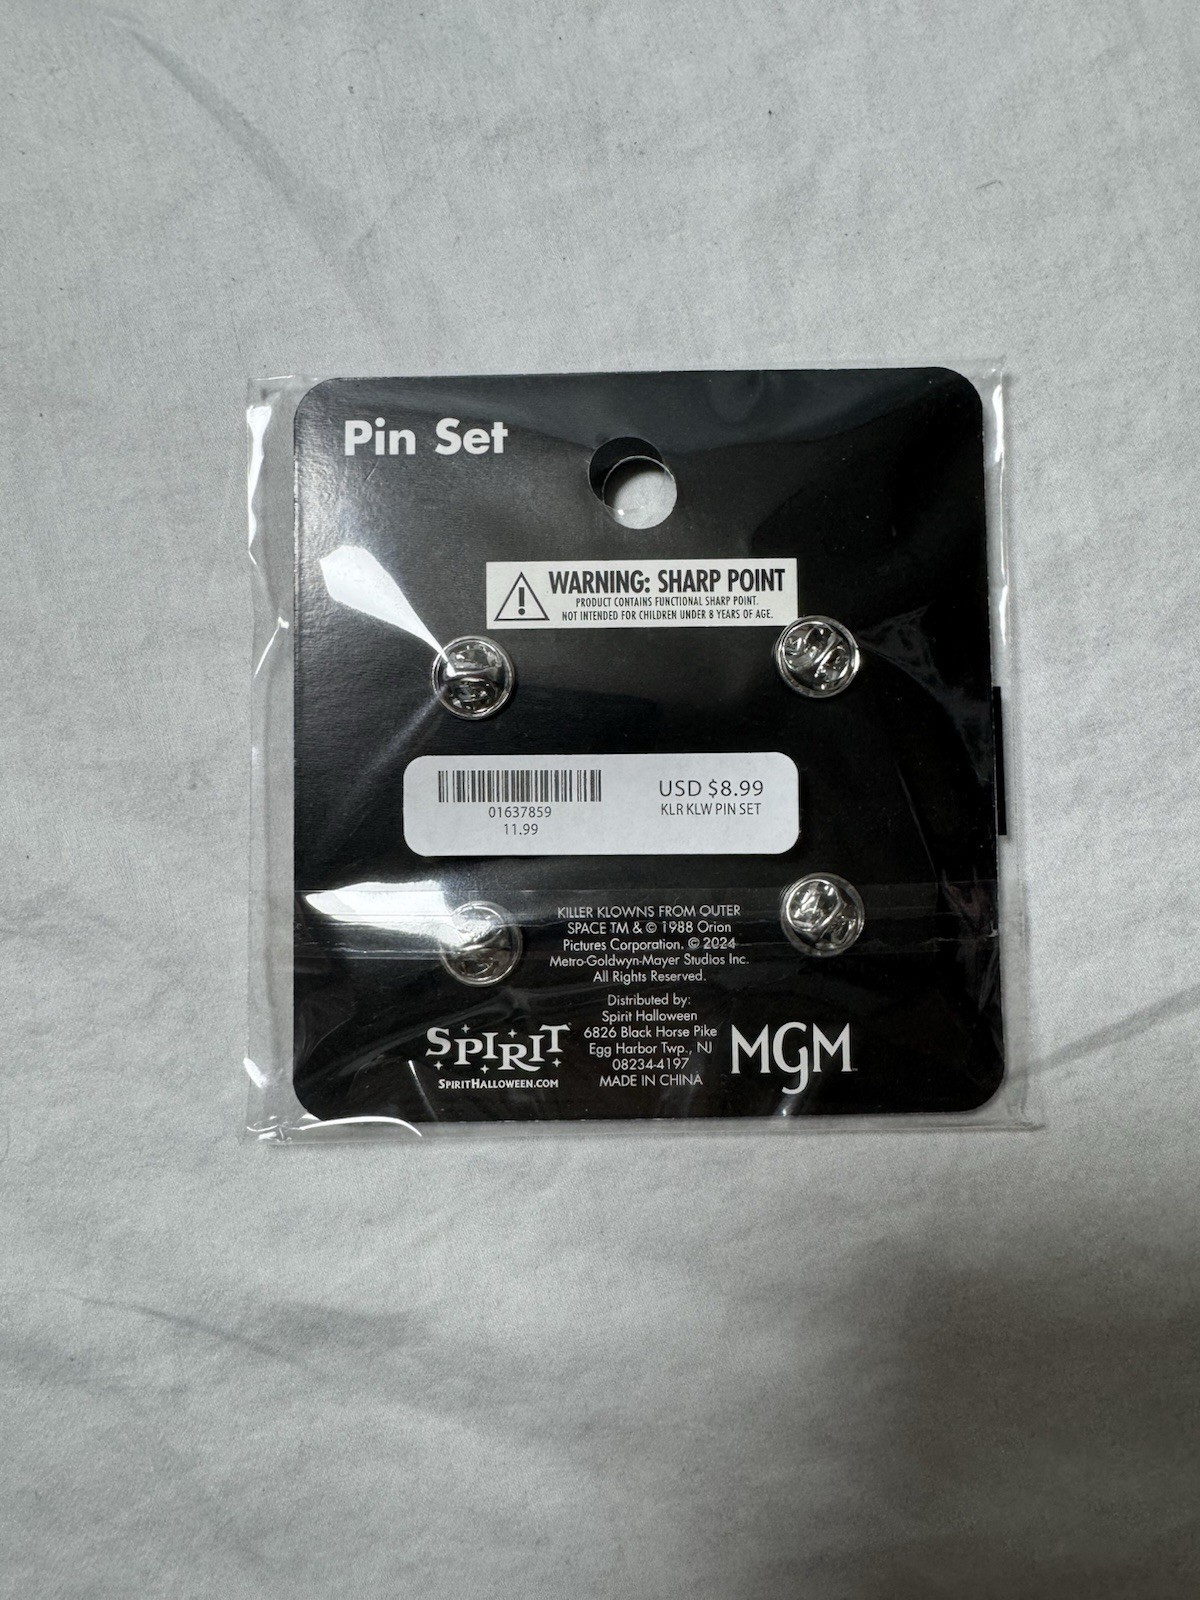 Pin Set
WARNING: SHARP POINT
PRODUCT CONTAINS FUNCTIONAL SHARP POINT.
NOT INTENDED FOR CHILDREN UNDER 8 YEARS OF AGE.
01637859
11.99
USD $8.99
KLR KLW PIN SET
KILLER KLOWNS FROM OUTER
SPACE TM & © 1988 Orion
Pictures Corporation. © 2024
Metro-Goldwyn-Mayer Studios Inc.
All Rights Reserved.
Distributed by:
Spirit Halloween
6826 Black Horse Pike
Egg Harbor Twp., NJ
08234-4197
MADE IN CHINA
SPIRIT
SPIRITHALLOWEEN.COM
MGM